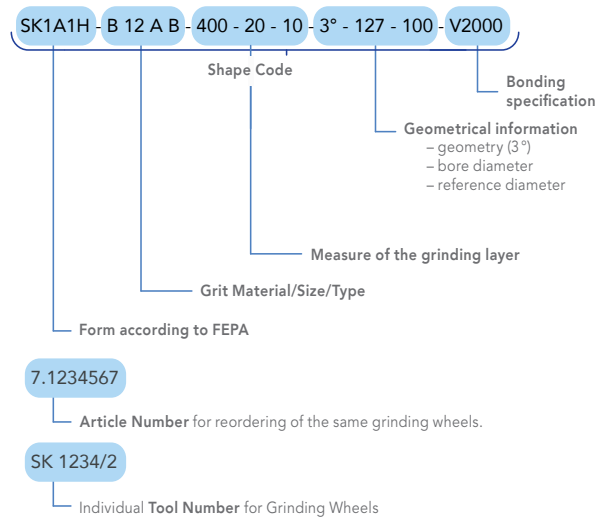 SK1A1H - B 12 A B - 400 - 20 - 10 - 3° - 127 - 100 - V2000
Shape Code
Bonding
specification
Geometrical information
– geometry (3°)
– bore diameter
– reference diameter
Measure of the grinding layer
Grit Material/Size/Type
Form according to FEPA
7.1234567
Article Number for reordering of the same grinding wheels.
SK 1234/2
Individual Tool Number for Grinding Wheels